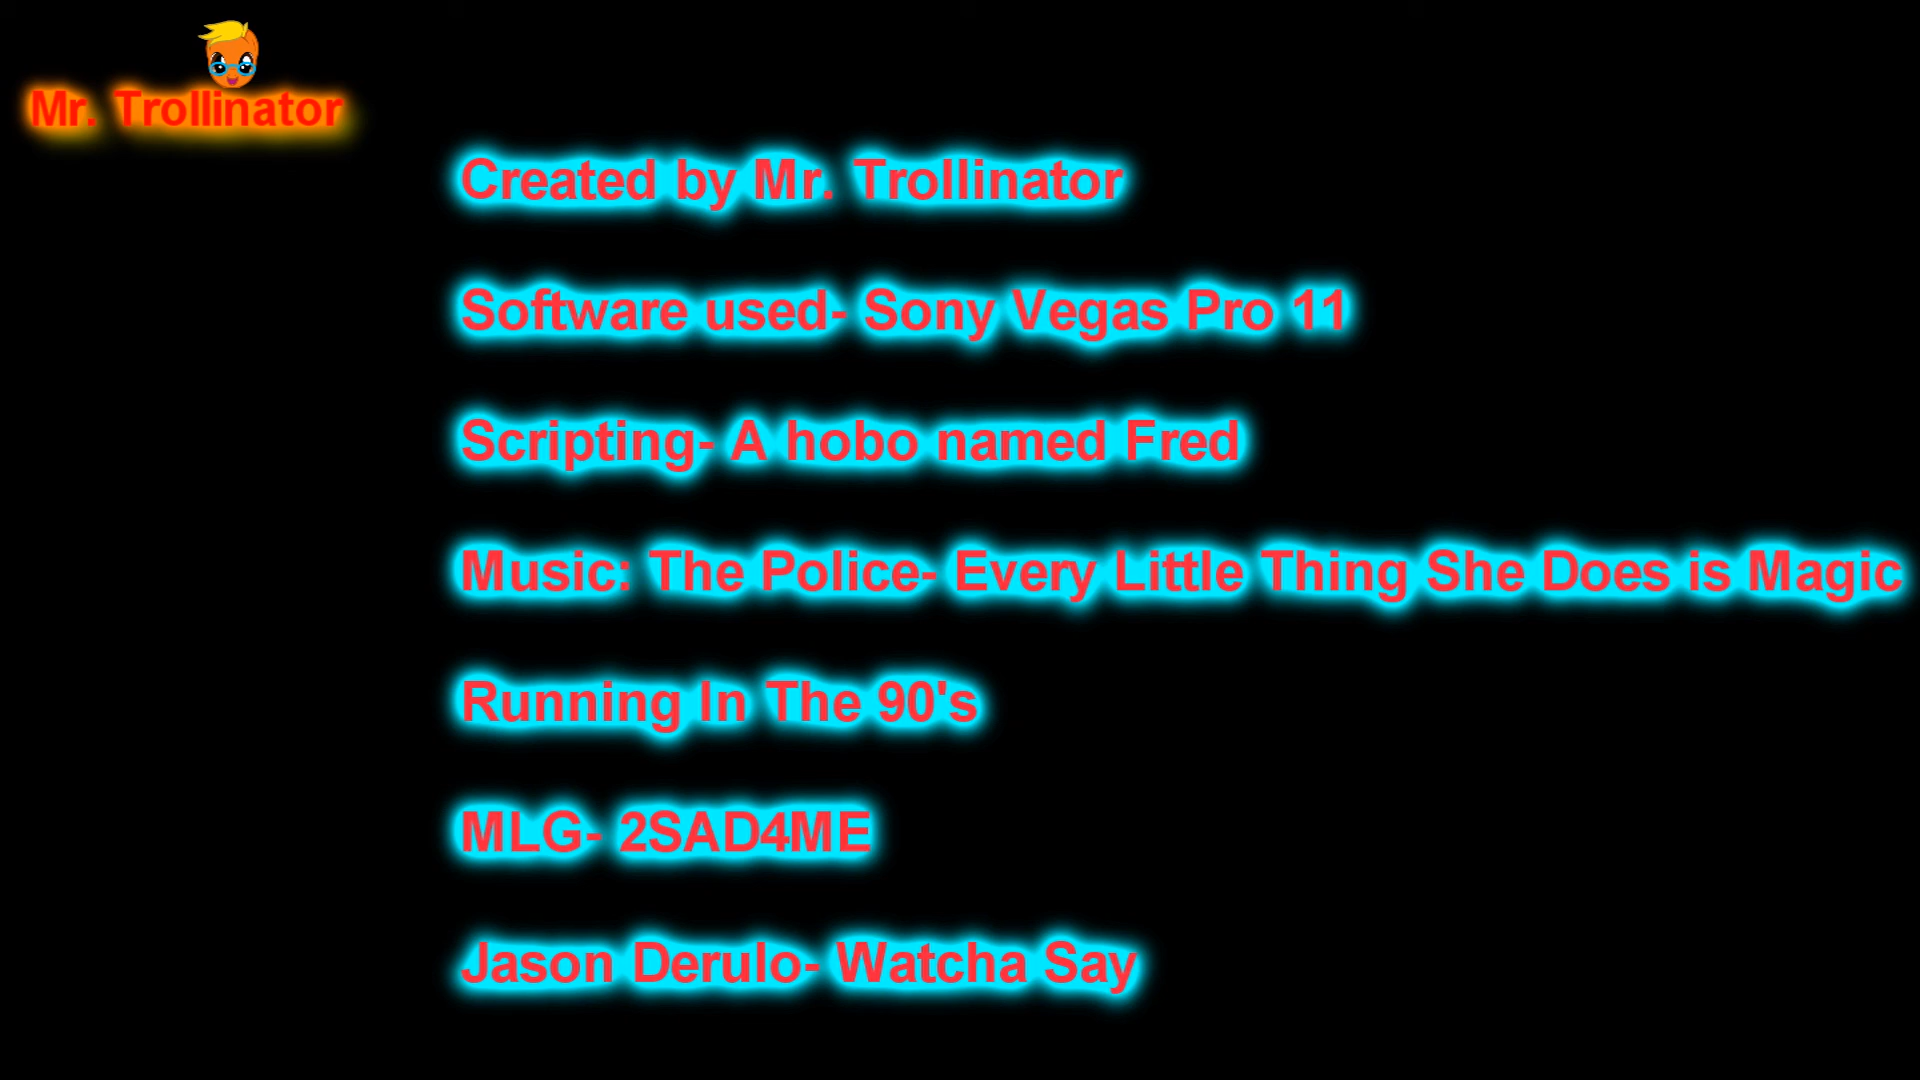 Mr. Trollinator
Created by Mr. Trollinator
Software used- Sony Vegas Pro 11
Scripting- A hobo named Fred
Music: The Police- Every Little Thing She Does is Magic
Running In The 90's
MLG- 2SAD4ME
Jason Derulo- Watcha Say